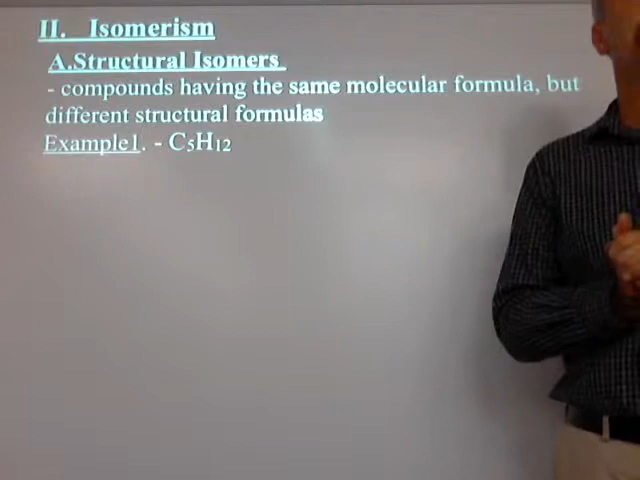 II. Isomerism
A.Structural Isomers
- compounds having the same molecular formula, but
different structural formulas
Example1. - C₅H₁₂